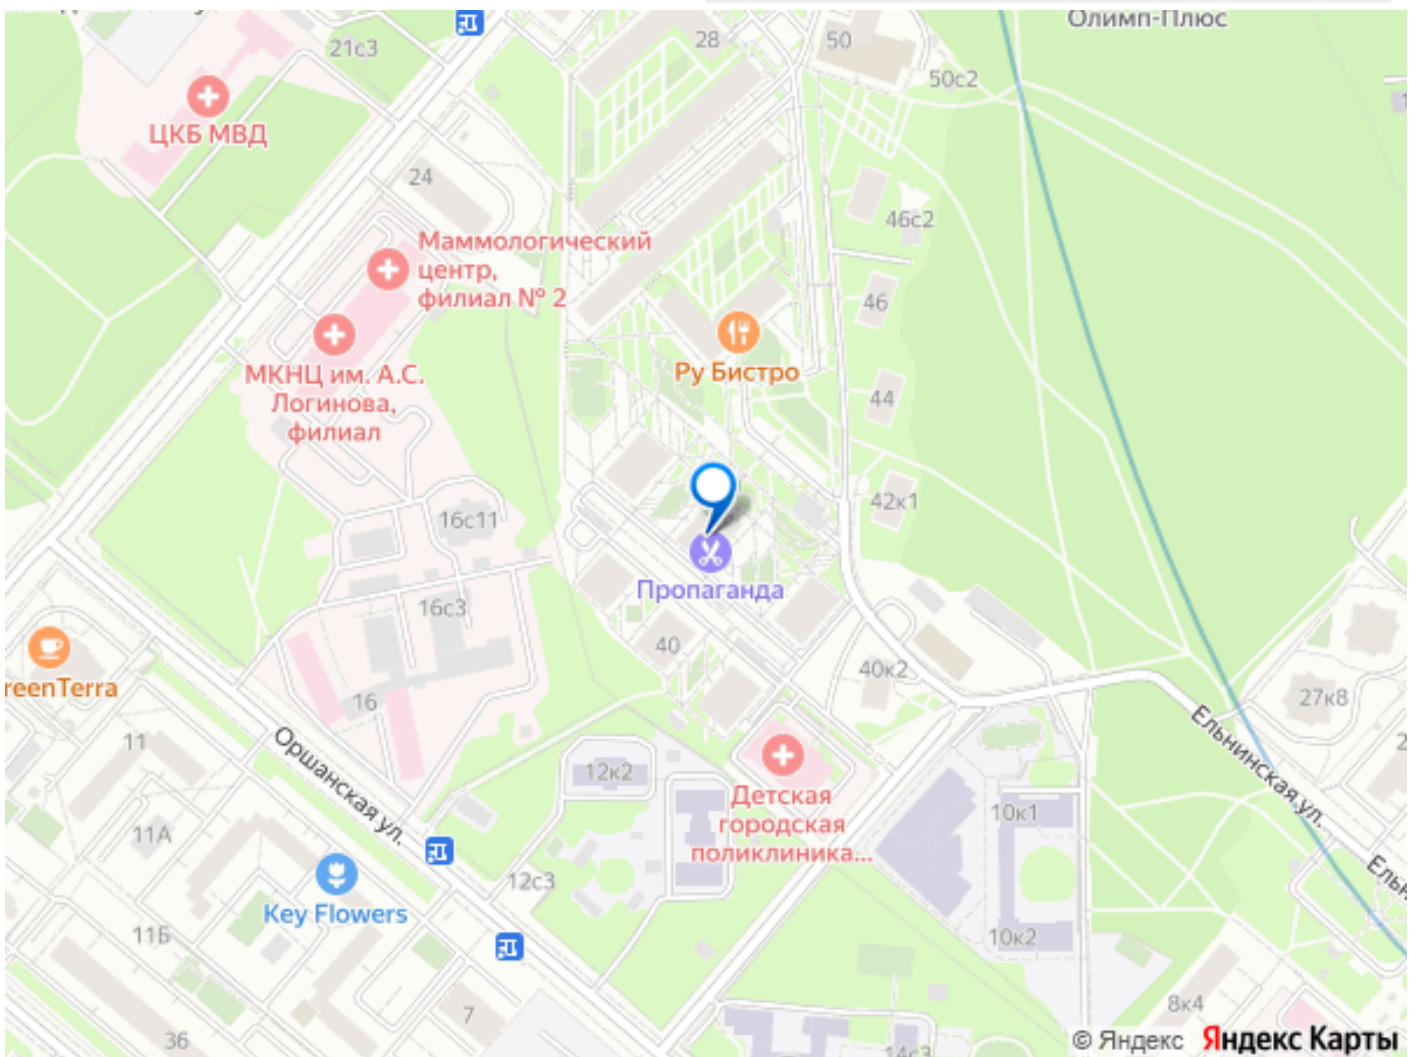 Олимп-Плюс
28
50
21с3
50с2
ЦКБ МВД
24
46с2
Маммологический
центр,
филиал № 2
46
Ру Бистро
МКНЦ им. А.С.
Логинова,
филиал
44
42к1
16с11
Пропаганда
16с3
40
40к2
reenTerra
27к8
16
Ельнинская ул.
11
Оршанская ул.
12к2
Детская
городская
поликлиника...
10к1
11А
12с3
Key Flowers
11Б
10к2
7
8к4
36
14с3
© Яндекс Яндекс Карты